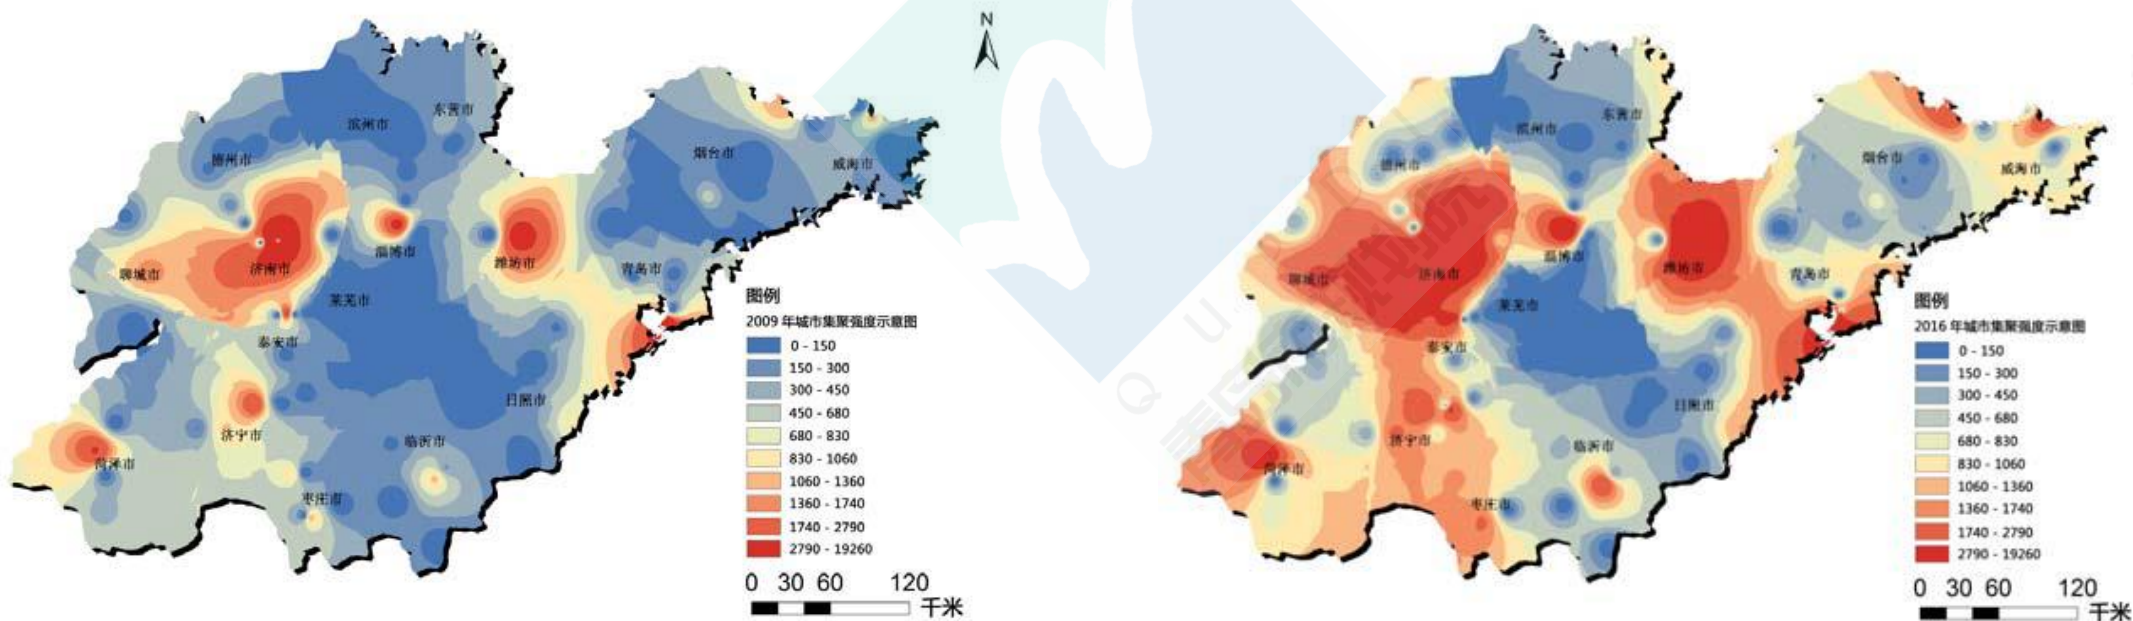 N
东营市
滨州市
德州市
烟台市
威海市
淄博市
潍坊市
聊城市
济南市
青岛市
莱芜市
泰安市
日照市
济宁市
临沂市
菏泽市
枣庄市
图例
2009 年城市集聚强度示意图
0 - 150
150 - 300
300 - 450
450 - 680
680 - 830
830 - 1060
1060 - 1360
1360 - 1740
1740 - 2790
2790 - 19260
0 30 60 120
千米
东营市
滨州市
德州市
烟台市
威海市
淄博市
潍坊市
聊城市
济南市
青岛市
莱芜市
泰安市
日照市
济宁市
临沂市
菏泽市
枣庄市
图例
2016 年城市集聚强度示意图
0 - 150
150 - 300
300 - 450
450 - 680
680 - 830
830 - 1060
1060 - 1360
1360 - 1740
1740 - 2790
2790 - 19260
0 30 60 120
千米